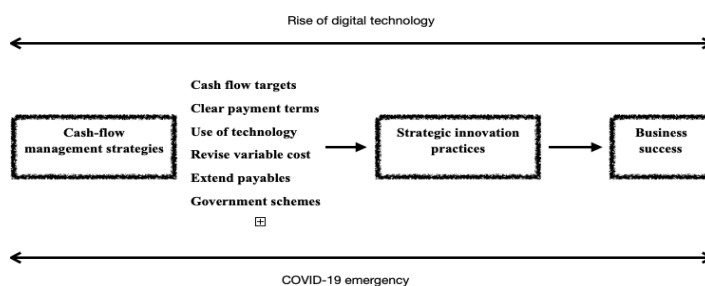 Rise of digital technology
Cash flow targets
Clear payment terms
Cash-flow
management strategies
Use of technology
Revise variable cost
Extend payables
Government schemes
Strategic innovation
practices
Business
success
COVID-19 emergency